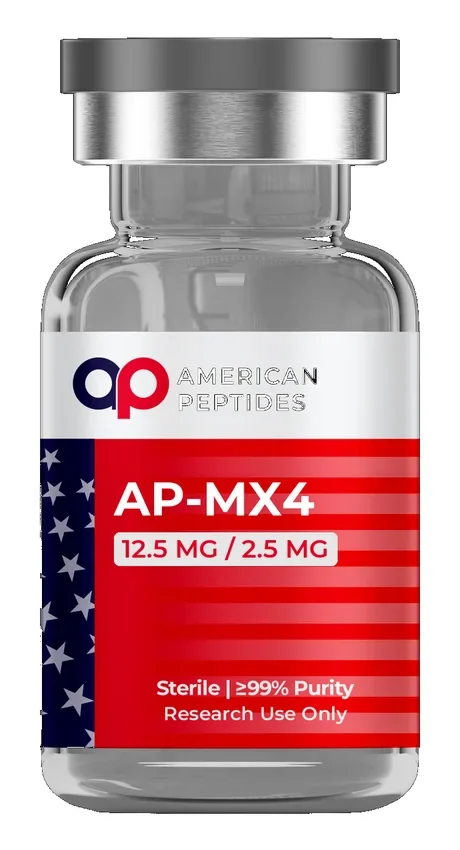 ap AMERICAN
PEPTIDES
AP-MX4
12.5 MG / 2.5 MG
Sterile | ≥99% Purity
Research Use Only